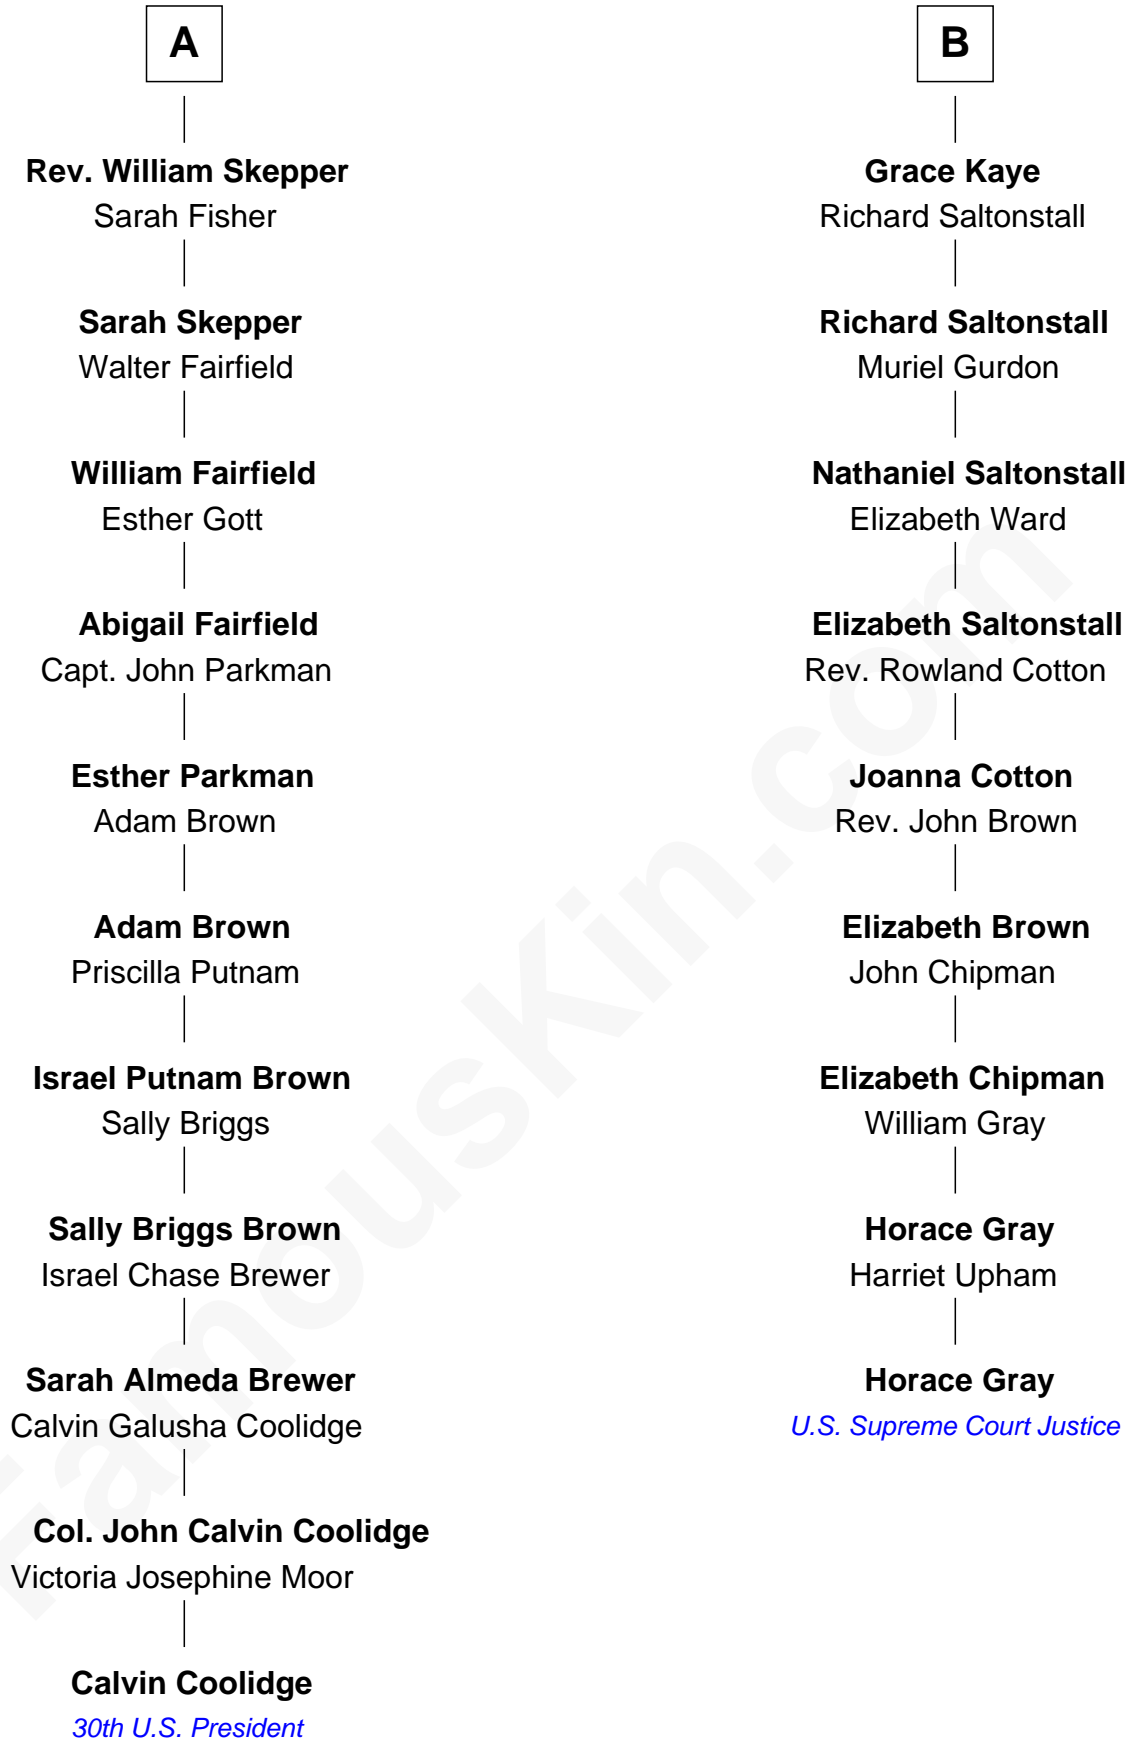 A
Rev. William Skepper
Sarah Fisher
Sarah Skepper
Walter Fairfield
William Fairfield
Esther Gott
Abigail Fairfield
Capt. John Parkman
Esther Parkman
Adam Brown
Adam Brown
Priscilla Putnam
Israel Putnam Brown
Sally Briggs
Sally Briggs Brown
Israel Chase Brewer
Sarah Almeda Brewer
Calvin Galusha Coolidge
Col. John Calvin Coolidge
Victoria Josephine Moor
Calvin Coolidge
30th U.S. President
B
Grace Kaye
Richard Saltonstall
Richard Saltonstall
Muriel Gurdon
Nathaniel Saltonstall
Elizabeth Ward
Elizabeth Saltonstall
Rev. Rowland Cotton
Joanna Cotton
Rev. John Brown
Elizabeth Brown
John Chipman
Elizabeth Chipman
William Gray
Horace Gray
Harriet Upham
Horace Gray
U.S. Supreme Court Justice
FamousKin.com